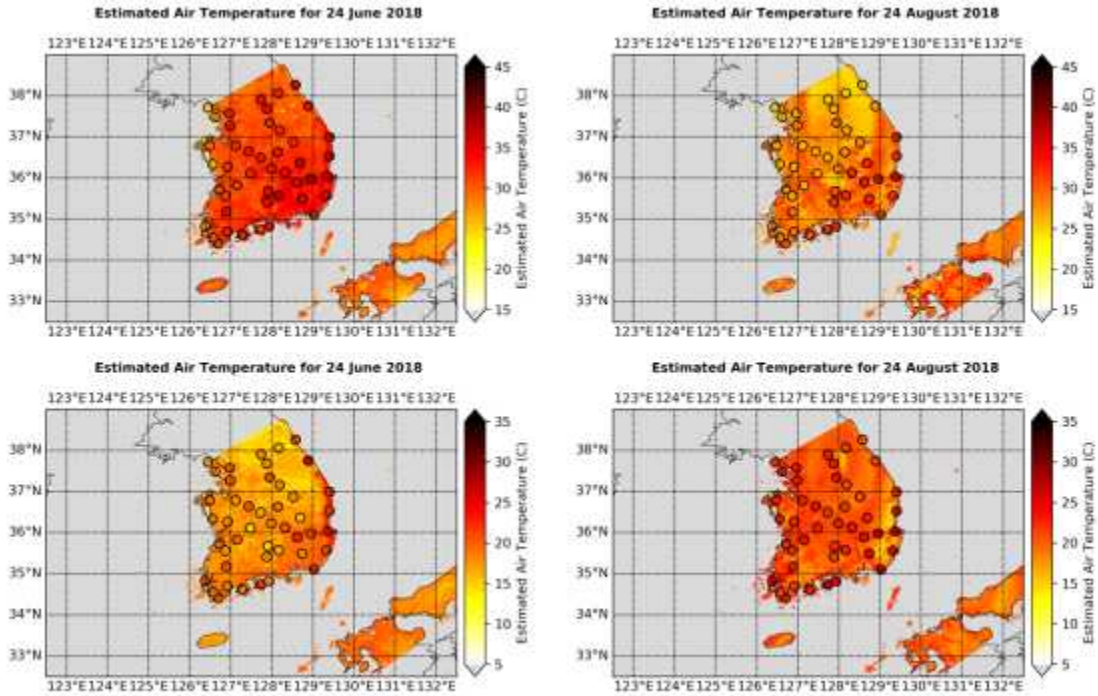 Estimated Air Temperature for 24 June 2018
123°E 124°E 125°E 126°E 127°E 128°E 129°E 130°E 131°E 132°E
38°N
37°N
36°N
35°N
34°N
33°N
123°E 124°E 125°E 126°E 127°E 128°E 129°E 130°E 131°E 132°E
45
40
35
30
25
20
15
Estimated Air Temperature (C)
Estimated Air Temperature for 24 August 2018
123°E 124°E 125°E 126°E 127°E 128°E 129°E 130°E 131°E 132°E
38°N
37°N
36°N
35°N
34°N
33°N
123°E 124°E 125°E 126°E 127°E 128°E 129°E 130°E 131°E 132°E
45
40
35
30
25
20
15
Estimated Air Temperature (C)
Estimated Air Temperature for 24 June 2018
123°E 124°E 125°E 126°E 127°E 128°E 129°E 130°E 131°E 132°E
38°N
37°N
36°N
35°N
34°N
33°N
123°E 124°E 125°E 126°E 127°E 128°E 129°E 130°E 131°E 132°E
35
30
25
20
15
10
5
Estimated Air Temperature (C)
Estimated Air Temperature for 24 August 2018
123°E 124°E 125°E 126°E 127°E 128°E 129°E 130°E 131°E 132°E
38°N
37°N
36°N
35°N
34°N
33°N
123°E 124°E 125°E 126°E 127°E 128°E 129°E 130°E 131°E 132°E
35
30
25
20
15
10
5
Estimated Air Temperature (C)